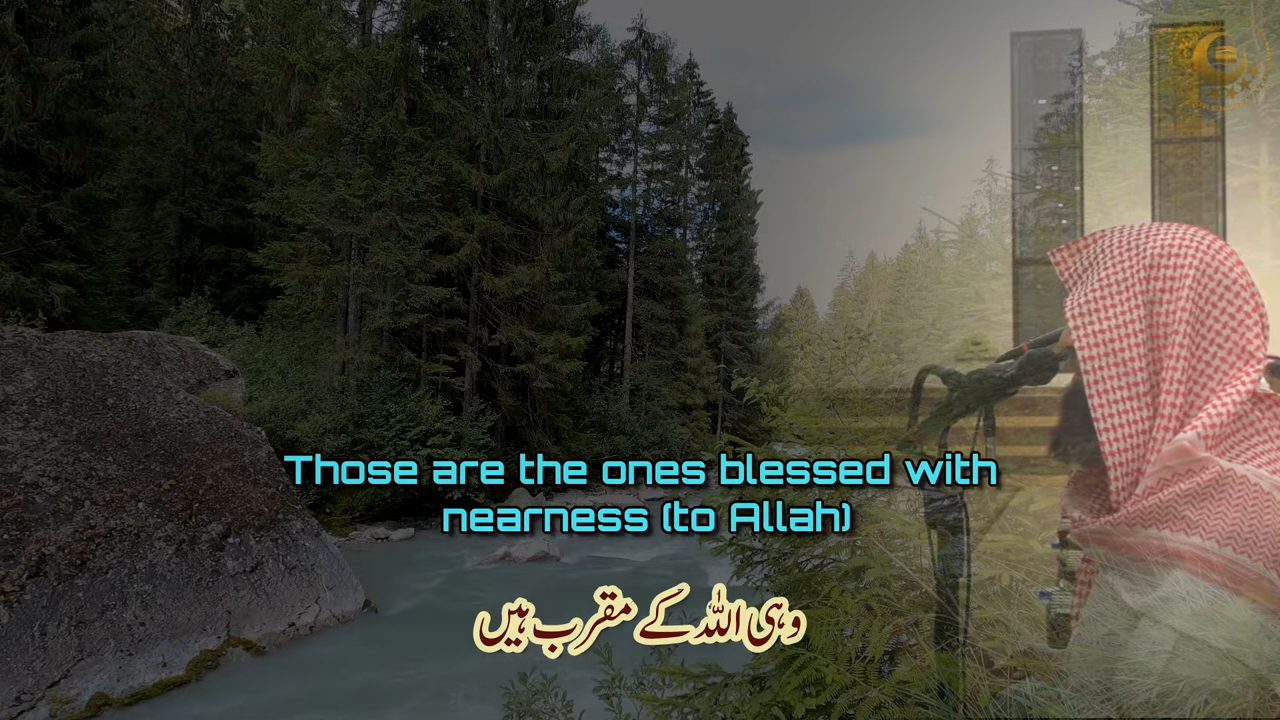 Those are the ones blessed with
nearness (to Allah)
وہی اللہ کے مقرب ہیں